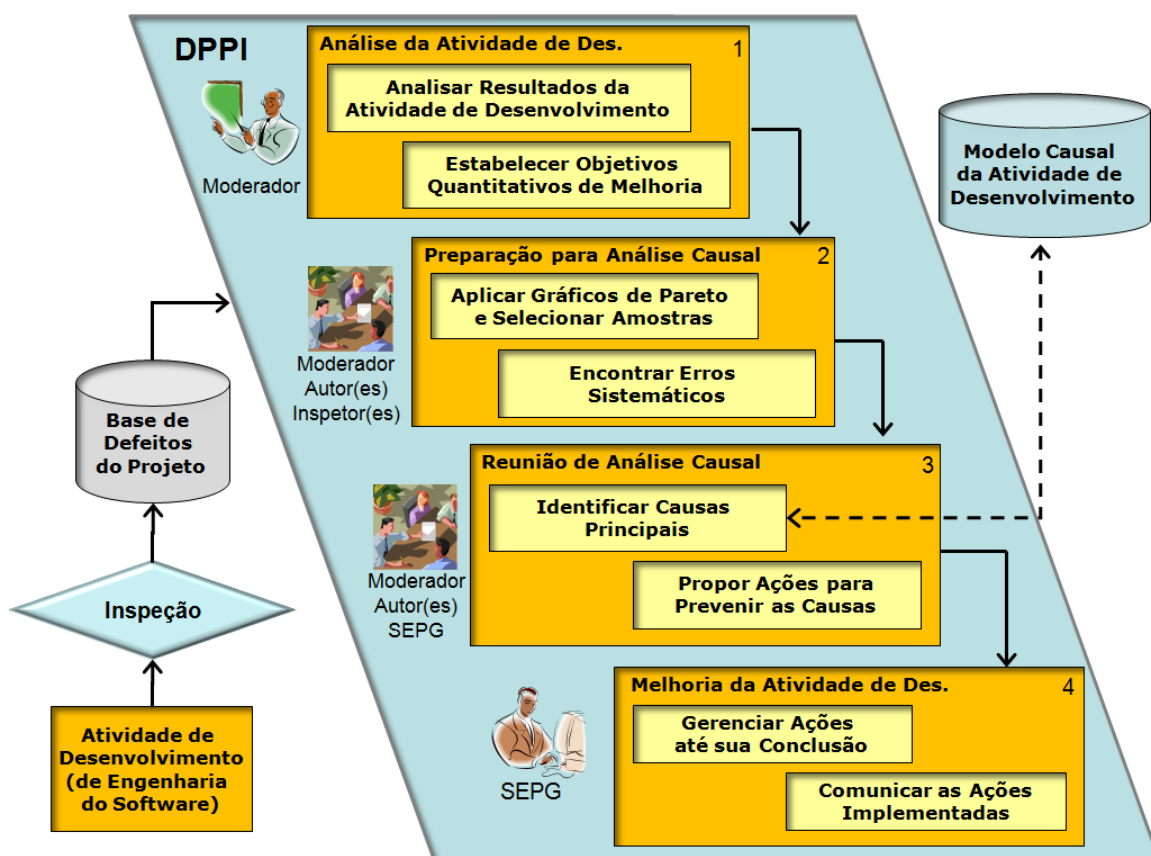 DPPI
Moderador
Análise da Atividade de Des.
1
Analisar Resultados da
Atividade de Desenvolvimento
Estabelecer Objetivos
Quantitativos de Melhoria
Modelo Causal
da Atividade de
Desenvolvimento
Preparação para Análise Causal
2
Aplicar Gráficos de Pareto
e Selecionar Amostras
Encontrar Erros
Sistemáticos
Moderador
Autor(es)
Inspetor(es)
Base de
Defeitos
do Projeto
Reunião de Análise Causal
3
Identificar Causas
Principais
Propor Ações para
Prevenir as Causas
Moderador
Autor(es)
SEPG
Inspeção
Melhoria da Atividade de Des.
4
Gerenciar Ações
até sua Conclusão
Comunicar as Ações
Implementadas
SEPG
Atividade de
Desenvolvimento
(de Engenharia
do Software)